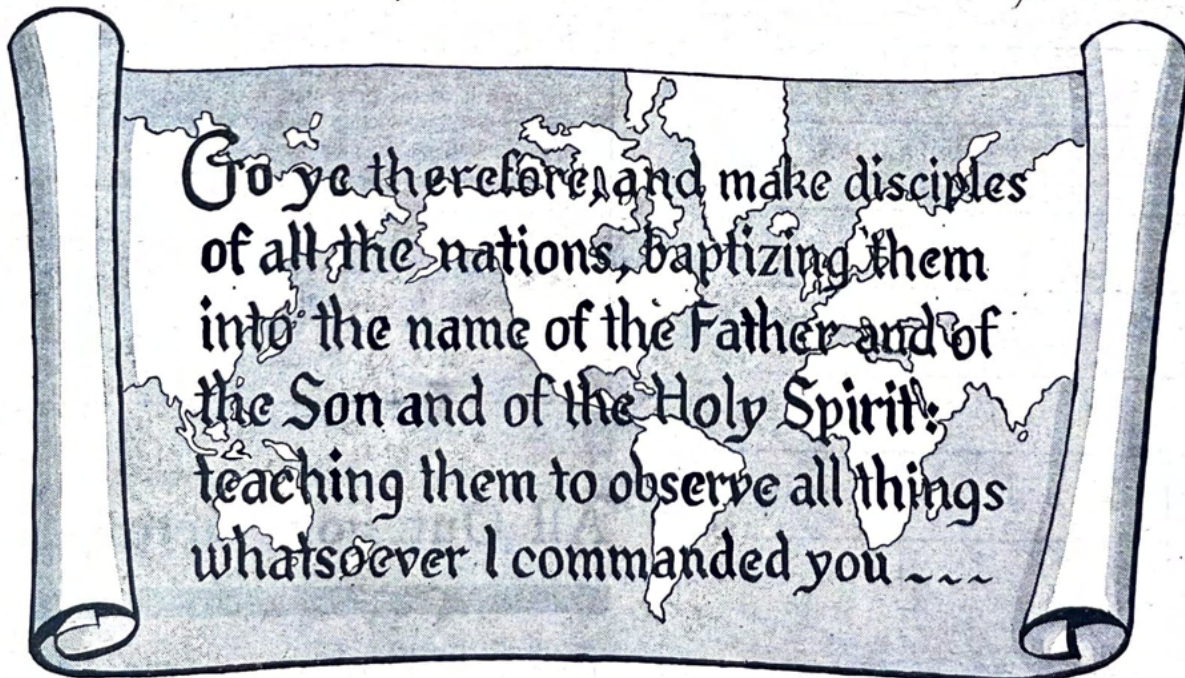 Go ye therefore, and make disciples
of all the nations, baptizing them
into the name of the Father and of
the Son and of the Holy Spirit:
teaching them to observe all things
whatsoever I commanded you ~~~